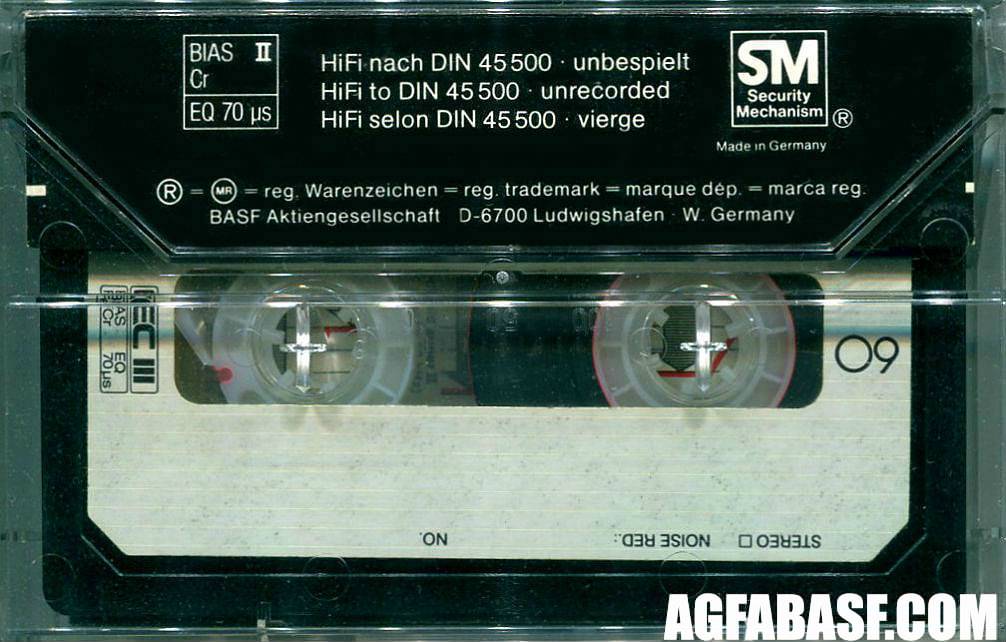 BIAS II
Cr
EQ 70 µs
HiFi nach DIN 45 500 · unbespielt
HiFi to DIN 45 500 · unrecorded
HiFi selon DIN 45 500 · vierge
SM
Security
Mechanism ®
Made in Germany
® = MR = reg. Warenzeichen = reg. trademark = marque dép. = marca reg.
BASF Aktiengesellschaft D-6700 Ludwigshafen · W. Germany
IEC III
BIAS EQ
70µs
60
STEREO □ NOISE RED.: NO.
AGFABASF.COM